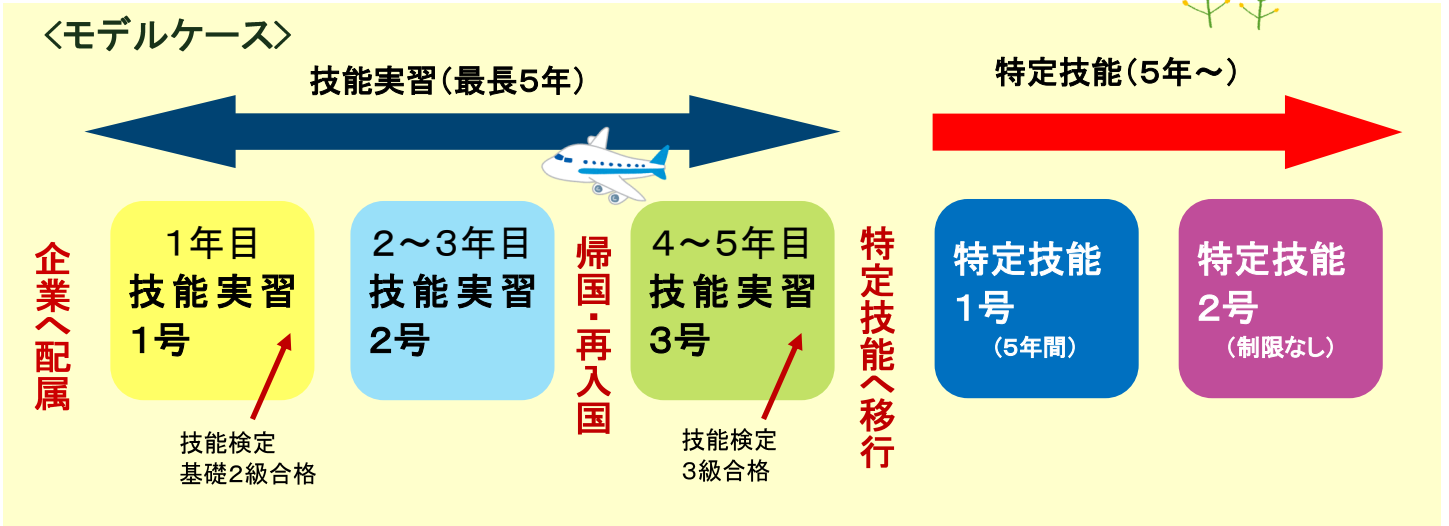 <モデルケース>
技能実習(最長5年)
特定技能(5年～)
企業へ配属
1年目
技能実習
1号
技能検定
基礎2級合格
2～3年目
技能実習
2号
帰国・再入国
4～5年目
技能実習
3号
技能検定
3級合格
特定技能へ移行
特定技能
1号
(5年間)
特定技能
2号
(制限なし)